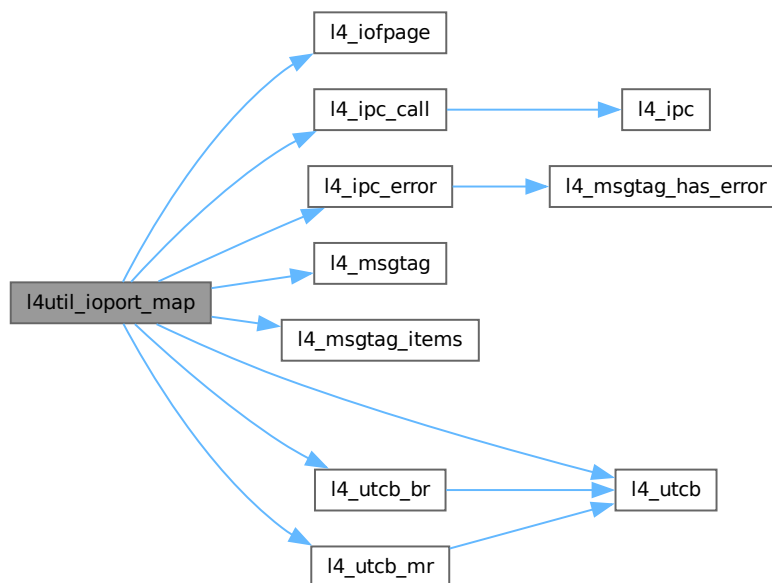 l4_iofpage
l4_ipc_call
l4_ipc
l4_ipc_error
l4_msgtag_has_error
l4_msgtag
l4util_ioport_map
l4_msgtag_items
l4_utcb_br
l4_utcb
l4_utcb_mr